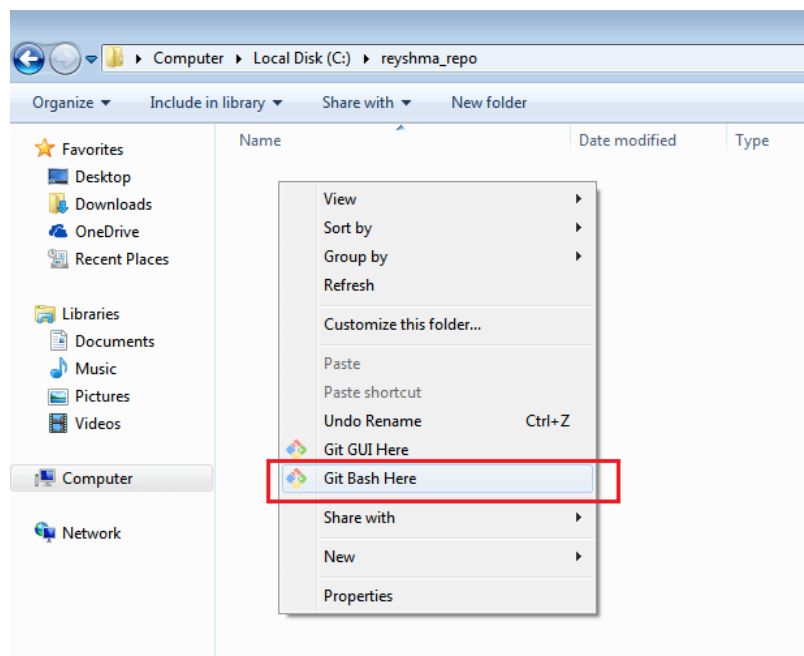 Computer Local Disk (C:) reyshma_repo
Organize Include in library Share with New folder
Name Date modified Type
Favorites
Desktop
Downloads
OneDrive
Recent Places
Libraries
Documents
Music
Pictures
Videos
Computer
Network
View
Sort by
Group by
Refresh
Customize this folder...
Paste
Paste shortcut
Undo Rename Ctrl+Z
Git GUI Here
Git Bash Here
Share with
New
Properties